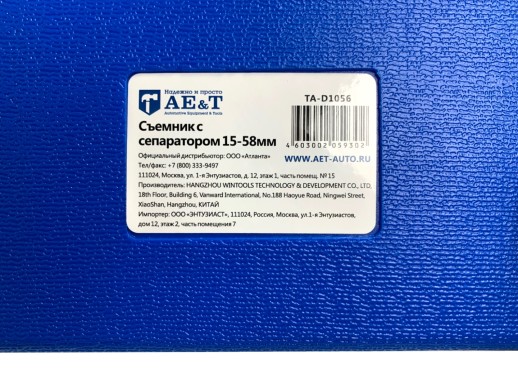 Надежно и просто
AE&T
Automotive Equipment & Tools
TA-D1056
4603002059302
Съемник с
сепаратором 15-58мм
WWW.AET-AUTO.RU
Официальный дистрибьютор: ООО «Атланта»
Тел/факс: +7 (800) 333-9497
111024, Москва, ул. 1-я Энтузиастов, д. 12, этаж 1, часть помещ. № 15
Производитель: HANGZHOU WINTOOLS TECHNOLOGY & DEVELOPMENT CO., LTD,
18th Floor, Building 6, Vanward International, No.188 Haoyue Road, Ningwei Street,
XiaoShan, Hangzhou, КИТАЙ
Импортер: ООО «ЭНТУЗИАСТ», 111024, Россия, Москва, ул.1-я Энтузиастов,
дом 12, этаж 2, часть помещения 7